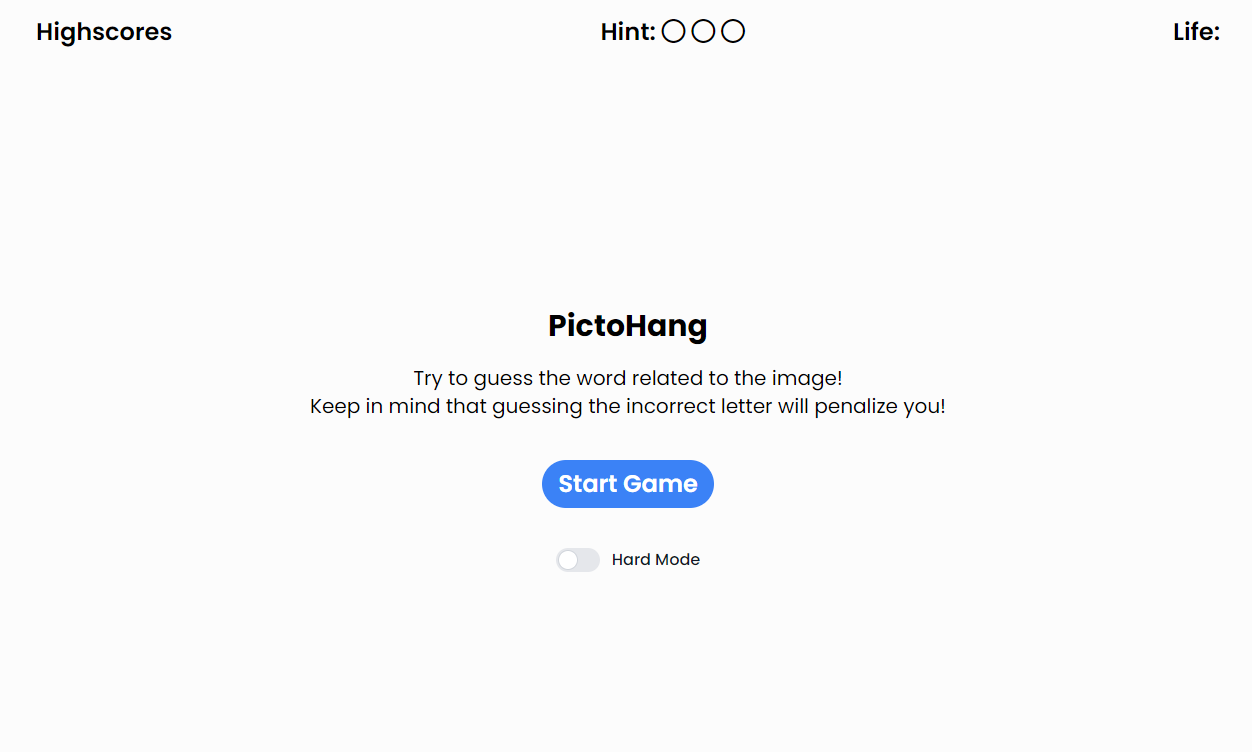 Highscores
Hint:
Life:
PictoHang
Try to guess the word related to the image!
Keep in mind that guessing the incorrect letter will penalize you!
Start Game
Hard Mode